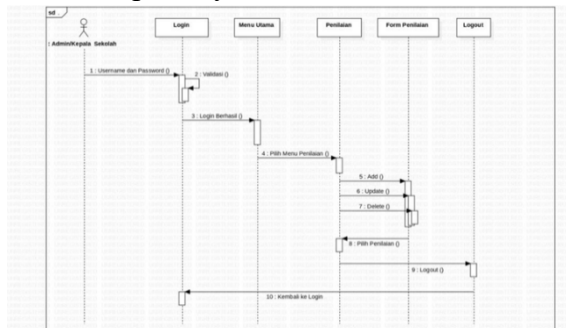 sd
Login
Menu Utama
Penilaian
Form Penilaian
Logout
: Admin/Kepala Sekolah
1 : Username dan Password ()
2 : Validasi ()
3 : Login Berhasil ()
4 : Pilih Menu Penilaian ()
5 : Add ()
6 : Update ()
7 : Delete ()
8 : Pilih Penilaian ()
9 : Logout ()
10 : Kembali ke Login